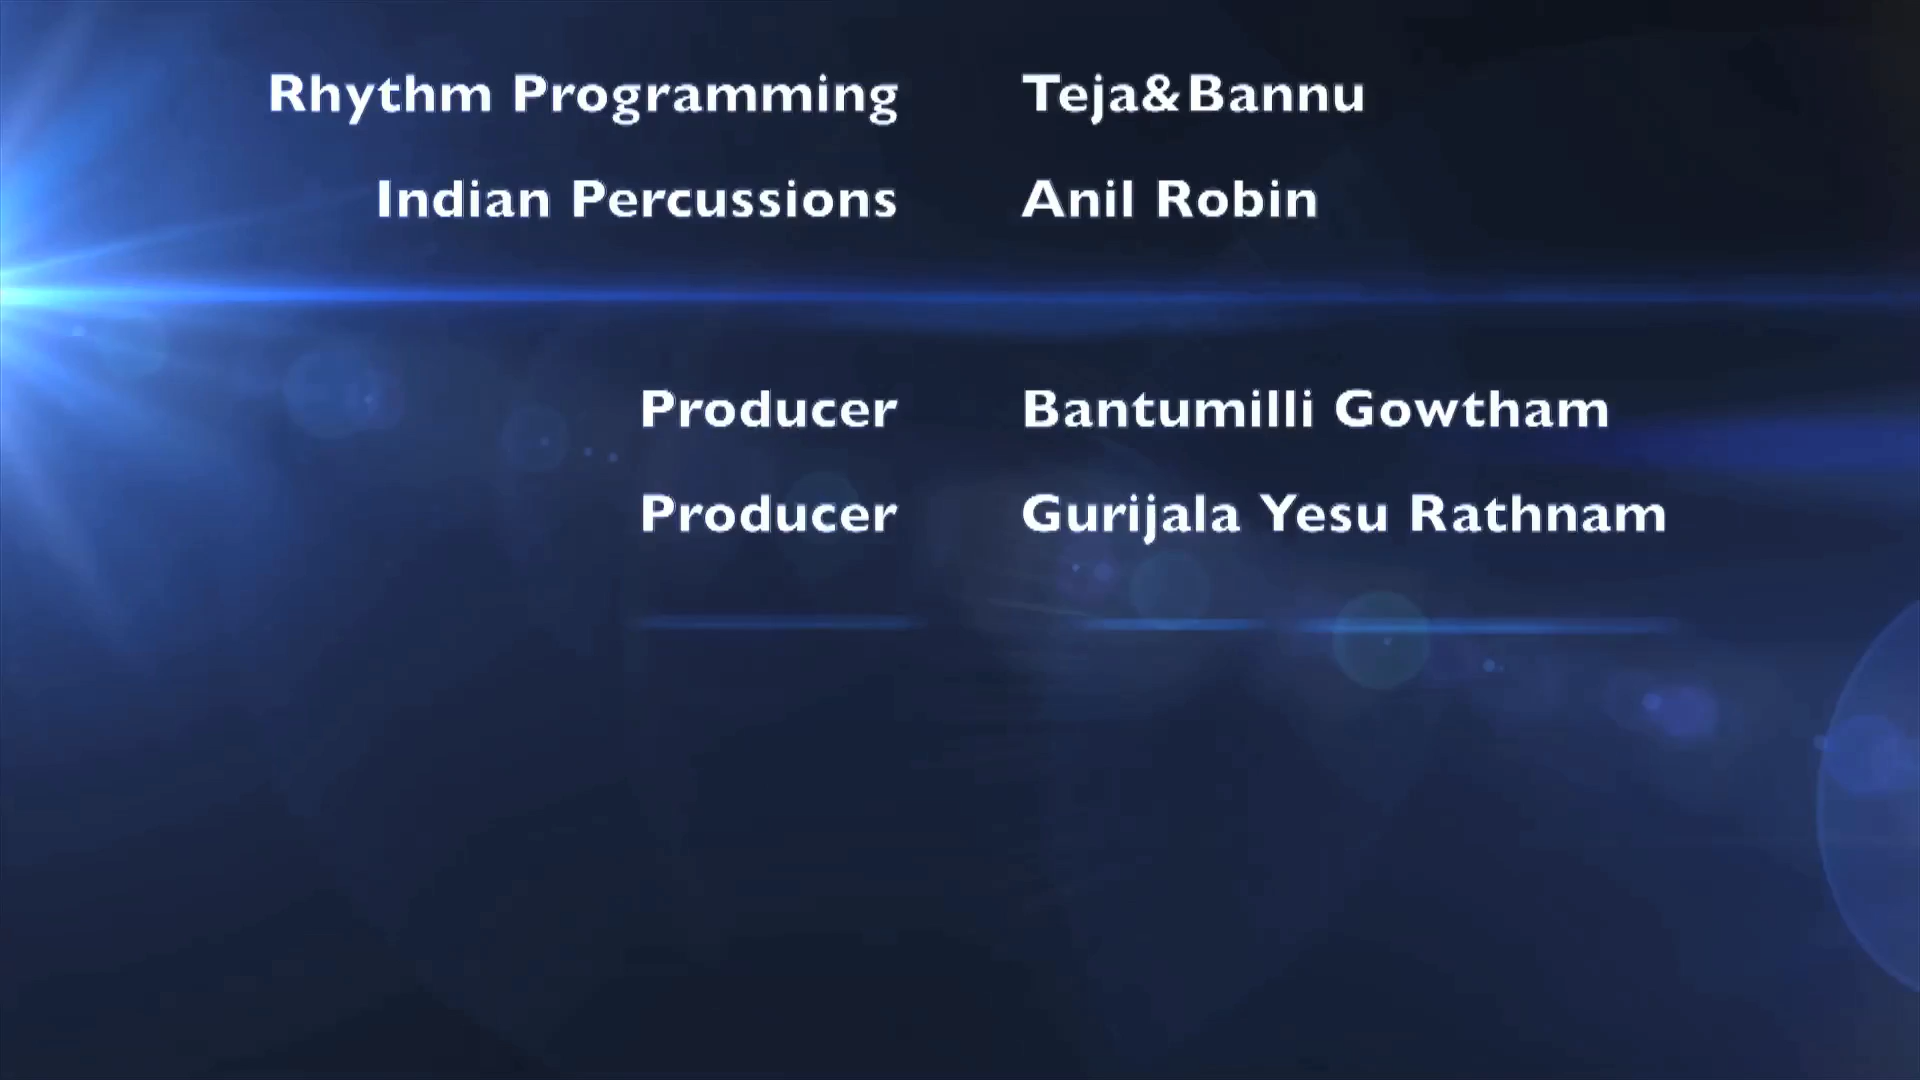 Rhythm Programming Teja&Bannu
Indian Percussions Anil Robin
Producer Bantumilli Gowtham
Producer Gurijala Yesu Rathnam